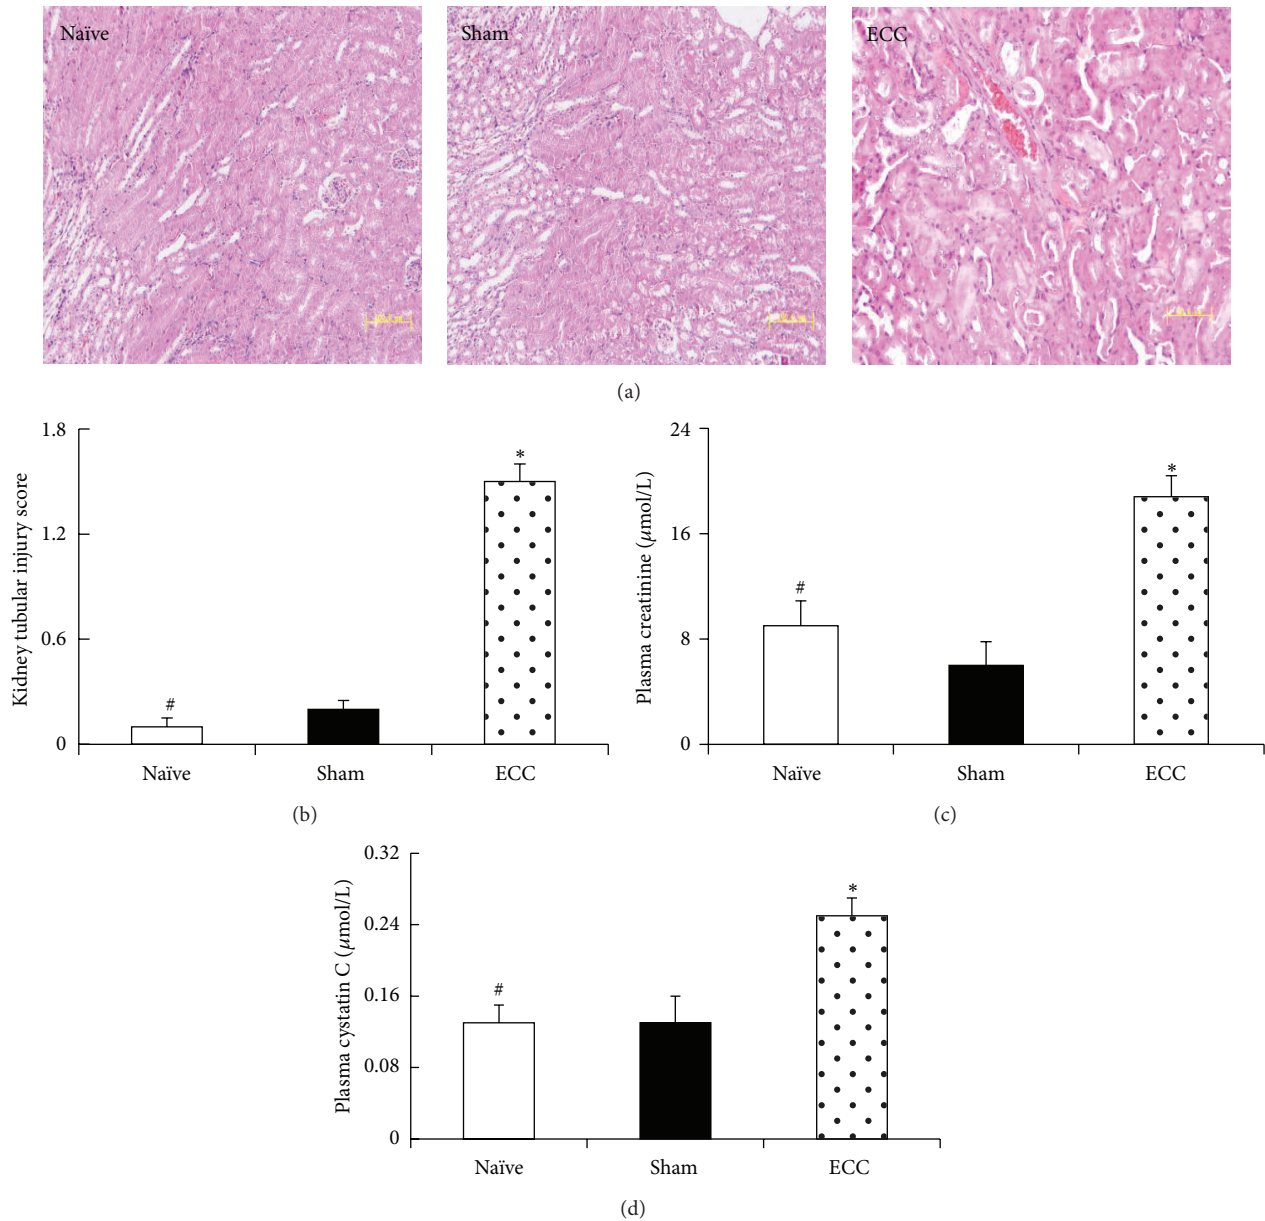 Naïve
Sham
ECC
(a)
Kidney tubular injury score
1.8
1.2
0.6
0
#
*
Naïve
Sham
ECC
(b)
Plasma creatinine (μmol/L)
24
16
8
0
#
*
Naïve
Sham
ECC
(c)
Plasma cystatin C (μmol/L)
0.32
0.24
0.16
0.08
0
#
*
Naïve
Sham
ECC
(d)